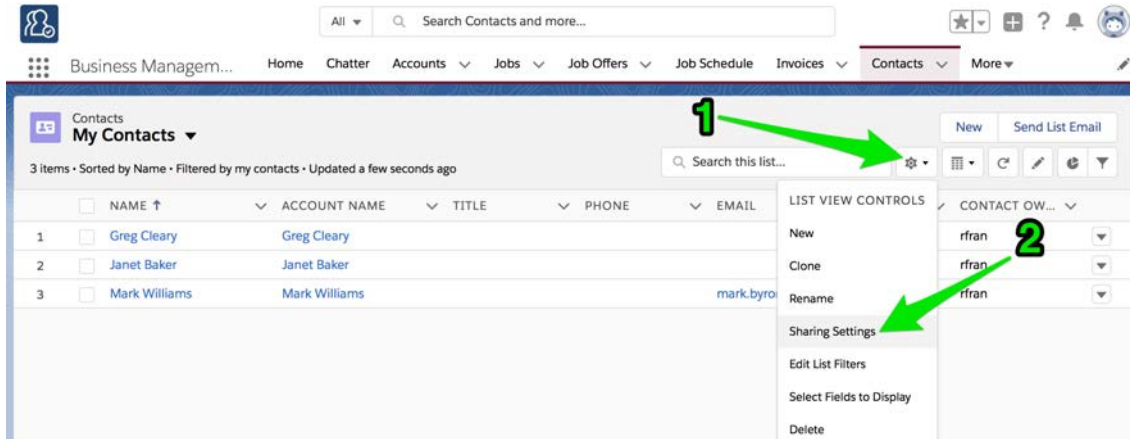 All
Search Contacts and more...
Business Managem...
Home Chatter Accounts Jobs Job Offers Job Schedule Invoices Contacts More
Contacts
My Contacts
1
New Send List Email
3 items • Sorted by Name • Filtered by my contacts • Updated a few seconds ago
Search this list...
NAME ↑ ACCOUNT NAME TITLE PHONE EMAIL CONTACT OW...
1 Greg Cleary Greg Cleary rfran
2 Janet Baker Janet Baker rfran
3 Mark Williams Mark Williams mark.byro rfran
2
LIST VIEW CONTROLS
New
Clone
Rename
Sharing Settings
Edit List Filters
Select Fields to Display
Delete